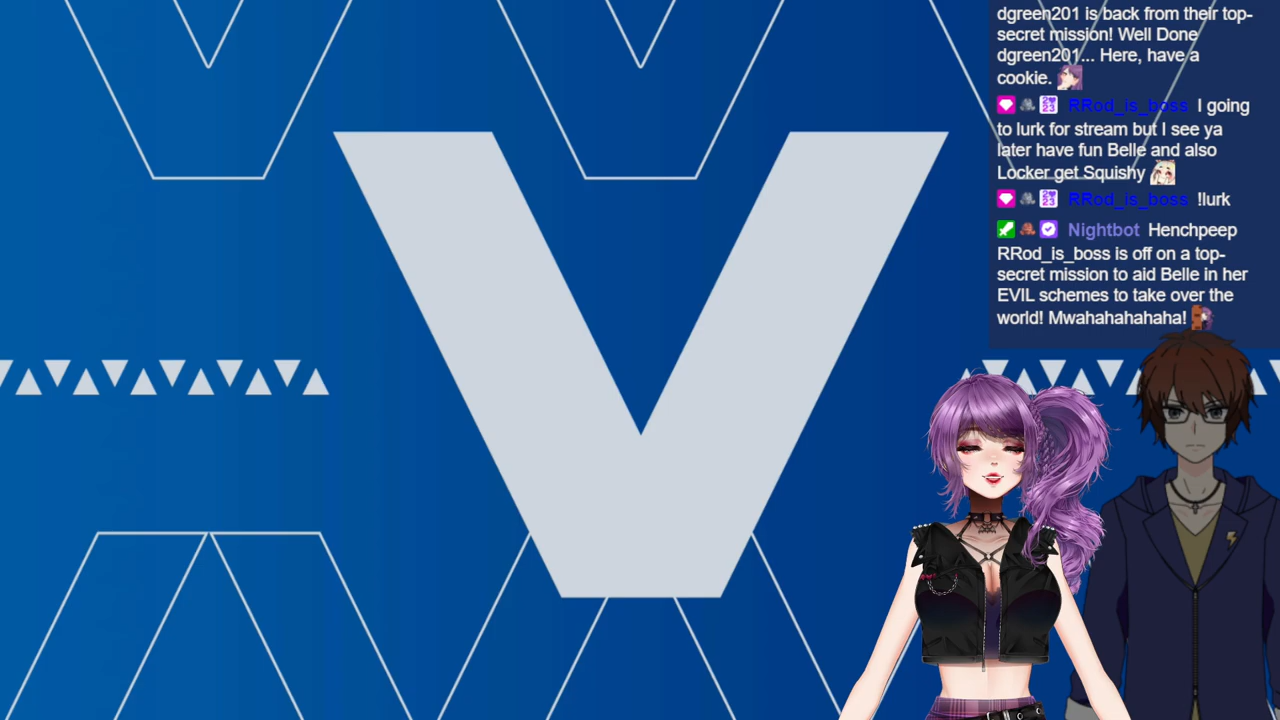 dgreen201 is back from their top-
secret mission! Well Done
dgreen201... Here, have a
cookie.
RRod_is_boss I going
to lurk for stream but I see ya
later have fun Belle and also
Locker get Squishy
RRod_is_boss !lurk
Nightbot Henchpeep
RRod_is_boss is off on a top-
secret mission to aid Belle in her
EVIL schemes to take over the
world! Mwahahahahaha!
V